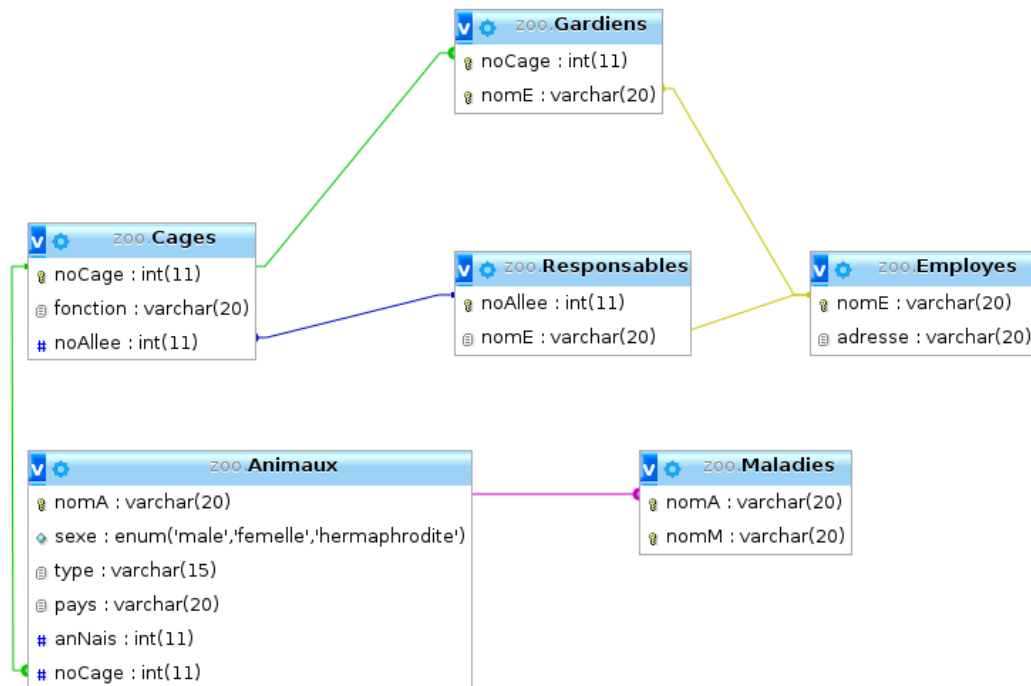 zoo.Gardiens
noCage : int(11)
nomE : varchar(20)
zoo.Cages
noCage : int(11)
fonction : varchar(20)
noAllee : int(11)
zoo.Responsables
noAllee : int(11)
nomE : varchar(20)
zoo.Employes
nomE : varchar(20)
adresse : varchar(20)
zoo.Animaux
nomA : varchar(20)
sexe : enum('male','femelle','hermaphrodite')
type : varchar(15)
pays : varchar(20)
# anNais : int(11)
# noCage : int(11)
zoo.Maladies
nomA : varchar(20)
nomM : varchar(20)